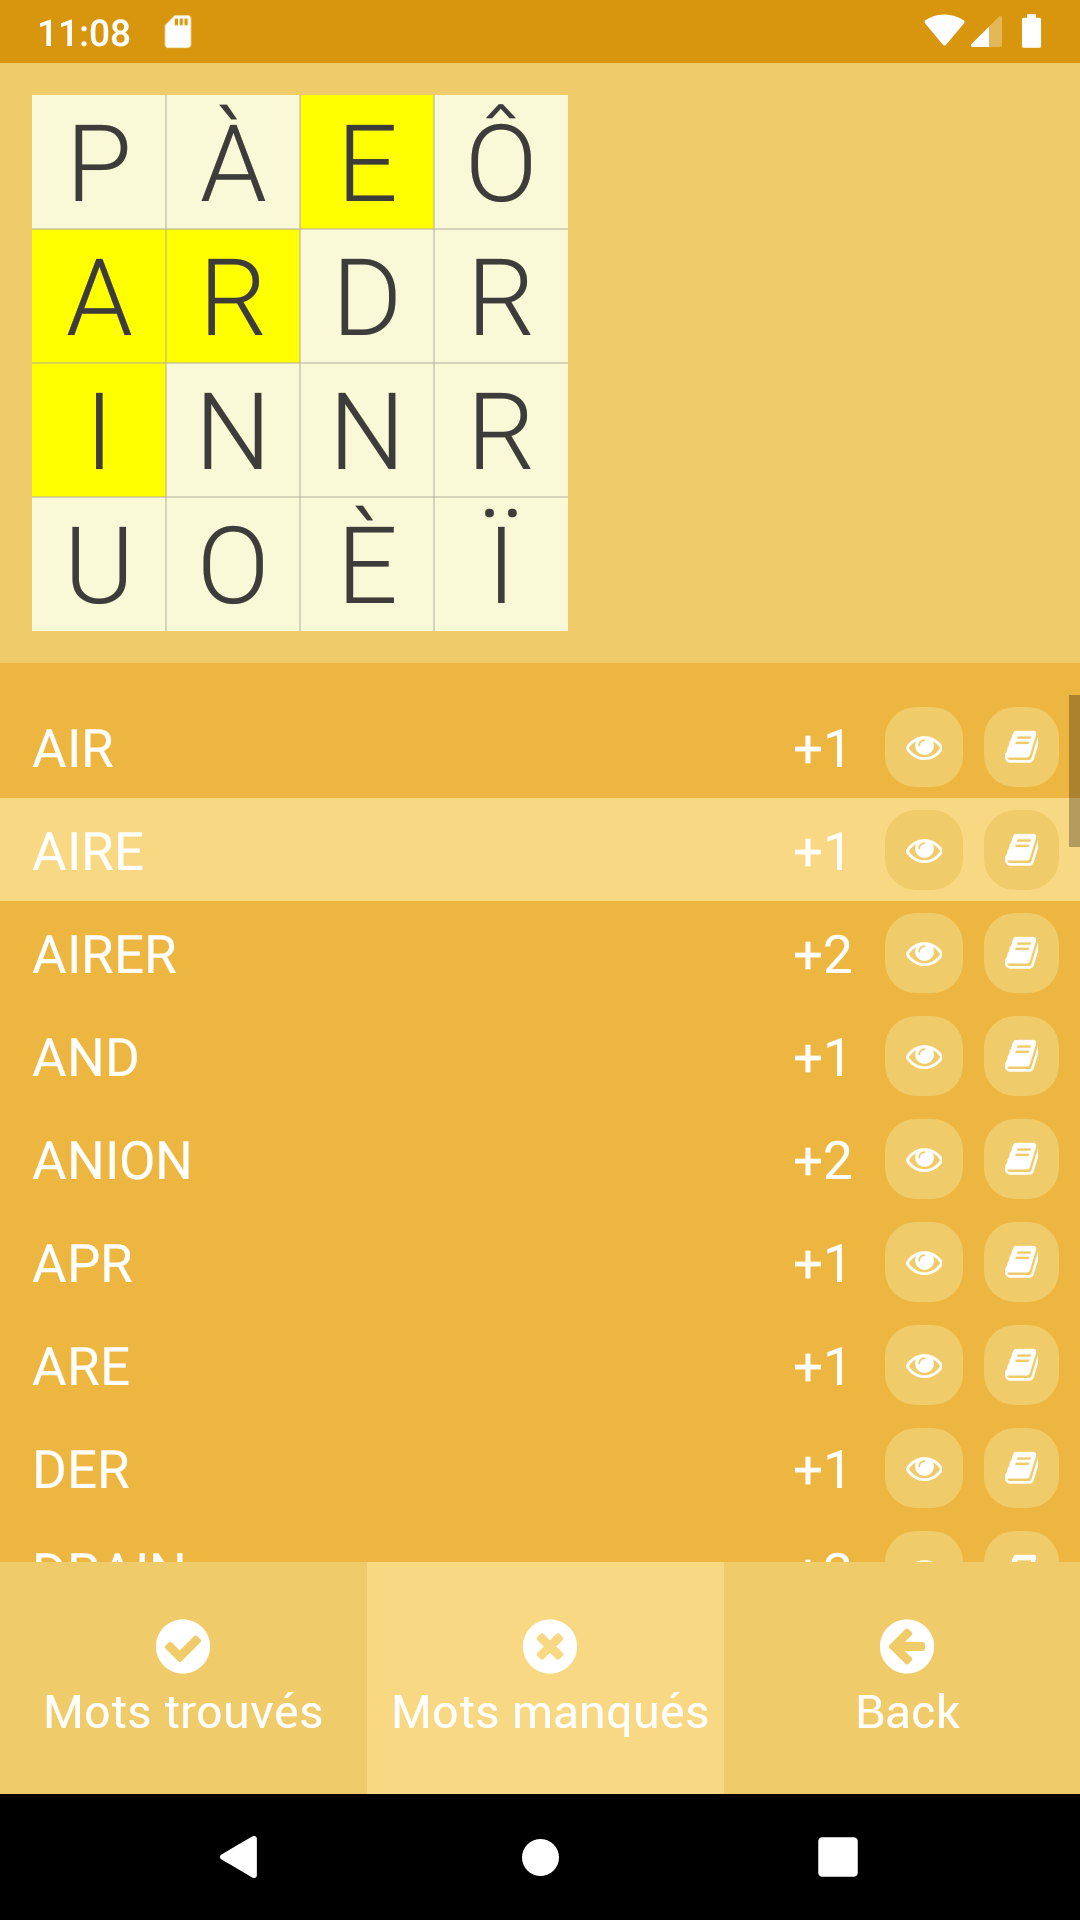 11:08
P À E Ô
A R D R
I N N R
U O È Ï
AIR +1
AIRE +1
AIRER +2
AND +1
ANION +2
APR +1
ARE +1
DER +1
DRAIN
Mots trouvés Mots manqués Back